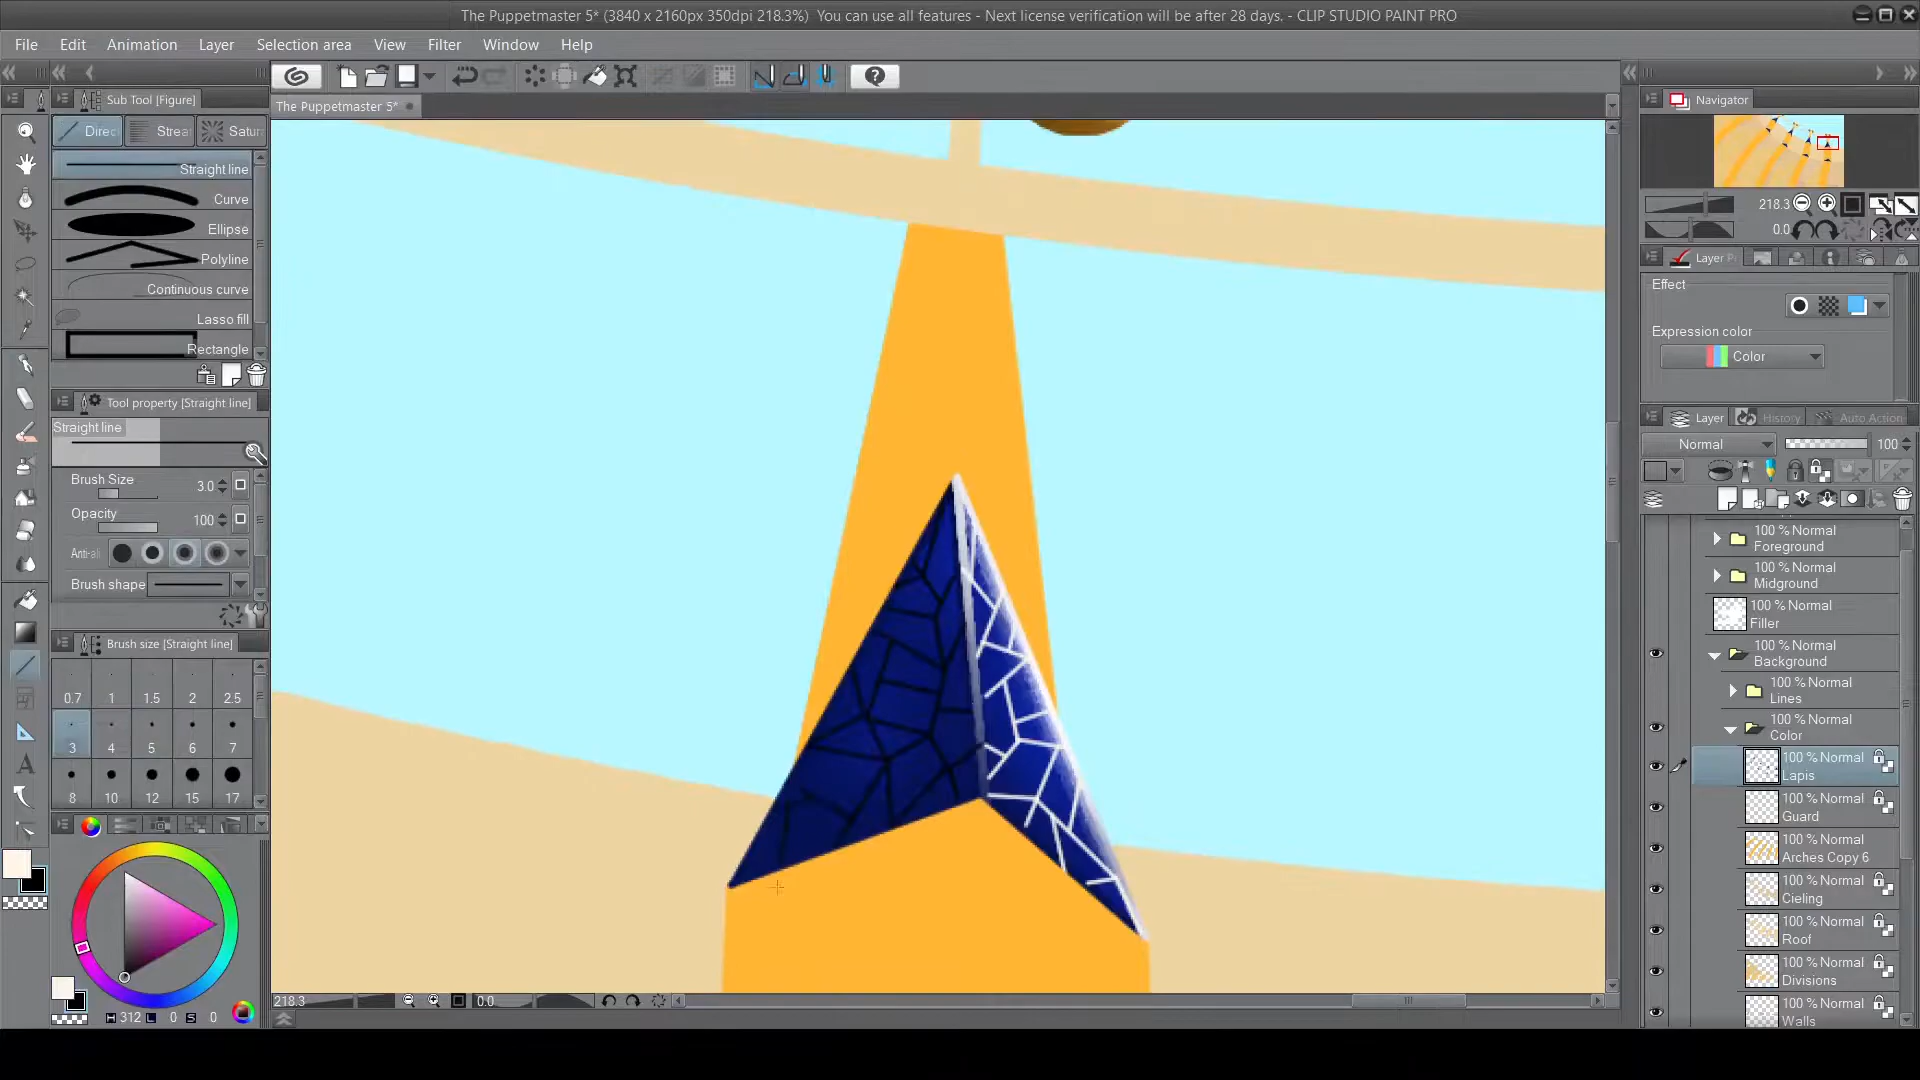 The Puppetmaster 5* (3840 x 2160px 350dpi 218.3%)  You can use all features - Next license verification will be after 28 days. - CLIP STUDIO PAINT PRO
File Edit Animation Layer Selection area View Filter Window Help
Sub Tool [Figure]
The Puppetmaster 5*
Navigator
Direc Strea Satur
Straight line
Curve
Ellipse
Polyline
Continuous curve
Lasso fill
Rectangle
Tool property [Straight line]
Straight line
Brush Size 3.0
Opacity 100
Anti-ali
Brush shape
Brush size [Straight line]
0.7 1 1.5 2 2.5
3 4 5 6 7
8 10 12 15 17
H 312 L 0 S 0
218.3 0.0
218.3
0.0
Layer P
Effect
Expression color
Color
Layer History Auto Action
Normal 100
100 % Normal
Foreground
100 % Normal
Midground
100 % Normal
Filler
100 % Normal
Background
100 % Normal
Lines
100 % Normal
Color
100 % Normal
Lapis
100 % Normal
Guard
100 % Normal
Arches Copy 6
100 % Normal
Cieling
100 % Normal
Roof
100 % Normal
Divisions
100 % Normal
Walls